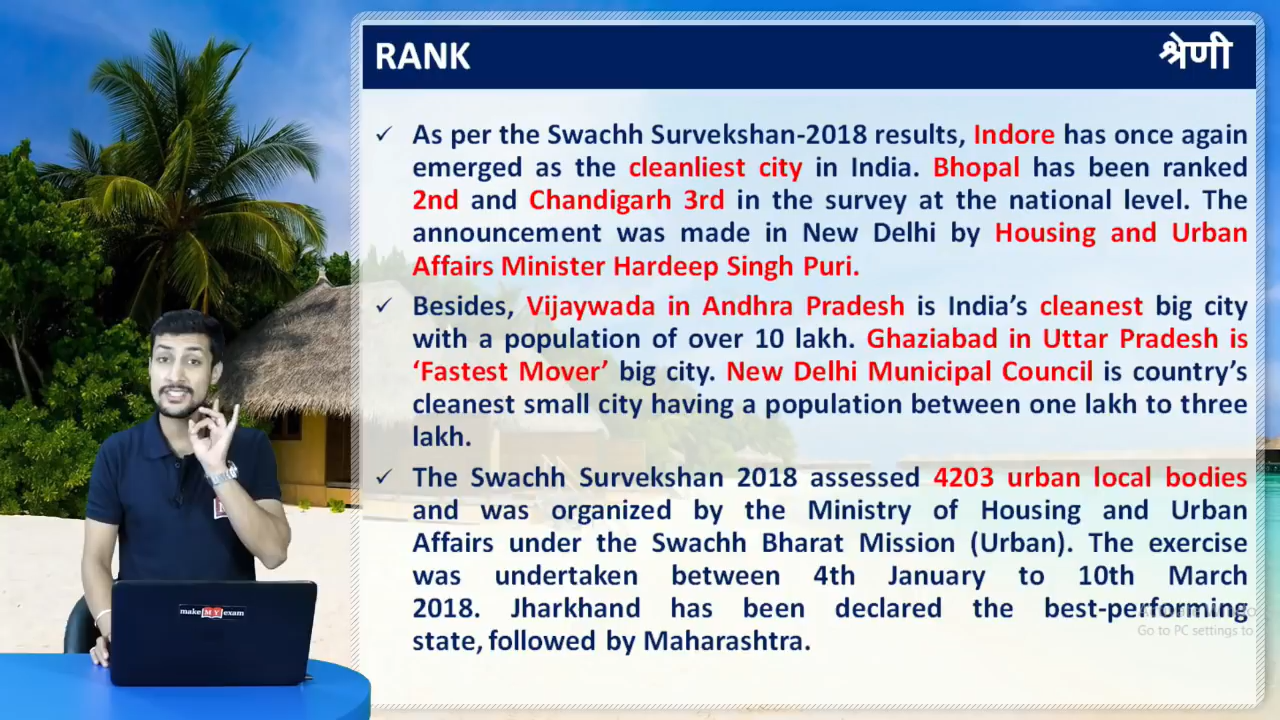 RANK श्रेणी
✓ As per the Swachh Survekshan-2018 results, Indore has once again
emerged as the cleanliest city in India. Bhopal has been ranked
2nd and Chandigarh 3rd in the survey at the national level. The
announcement was made in New Delhi by Housing and Urban
Affairs Minister Hardeep Singh Puri.
✓ Besides, Vijaywada in Andhra Pradesh is India’s cleanest big city
with a population of over 10 lakh. Ghaziabad in Uttar Pradesh is
‘Fastest Mover’ big city. New Delhi Municipal Council is country’s
cleanest small city having a population between one lakh to three
lakh.
✓ The Swachh Survekshan 2018 assessed 4203 urban local bodies
and was organized by the Ministry of Housing and Urban
Affairs under the Swachh Bharat Mission (Urban). The exercise
was undertaken between 4th January to 10th March
2018. Jharkhand has been declared the best-performing
state, followed by Maharashtra.
Go to PC settings to
make MY exam